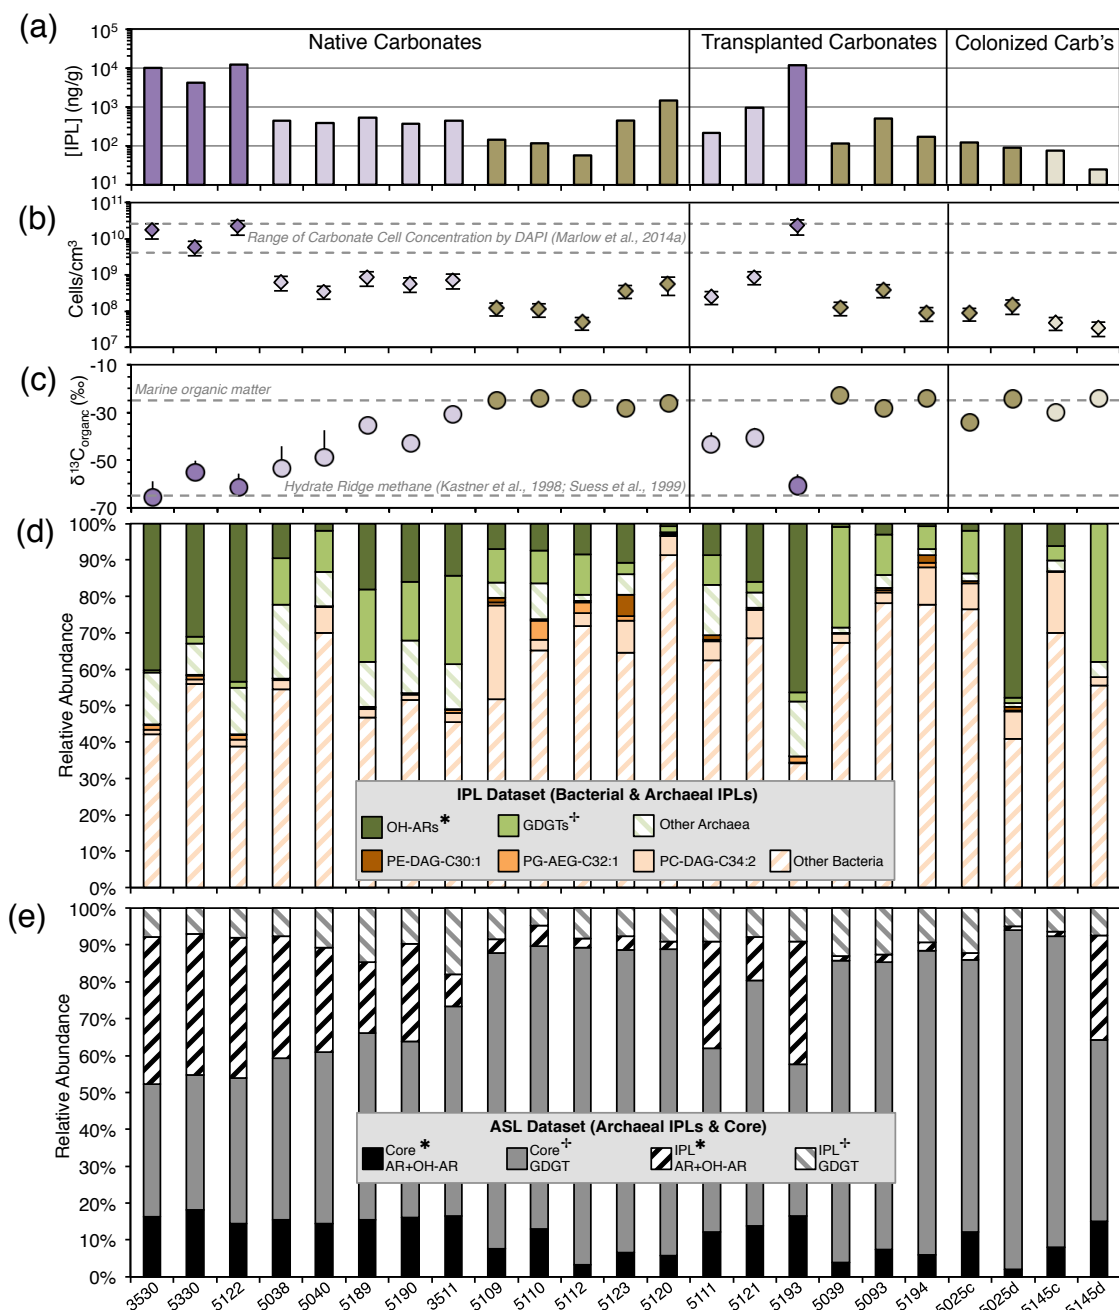 (a)
Native Carbonates
Transplanted Carbonates
Colonized Carb's
[IPL] (ng/g)
10⁵
10⁴
10³
10²
10¹
(b)
Cells/cm³
10¹¹
10¹⁰
10⁹
10⁸
10⁷
Range of Carbonate Cell Concentration by DAPI (Marlow et al., 2014a)
(c)
δ¹³C organc (‰)
-10
-30
-50
-70
Marine organic matter
Hydrate Ridge methane (Kastner et al., 1998; Suess et al., 1999)
(d)
Relative Abundance
100%
90%
80%
70%
60%
50%
40%
30%
20%
10%
0%
IPL Dataset (Bacterial & Archaeal IPLs)
OH-ARs* GDGTs✢ Other Archaea
PE-DAG-C30:1 PG-AEG-C32:1 PC-DAG-C34:2 Other Bacteria
(e)
Relative Abundance
100%
90%
80%
70%
60%
50%
40%
30%
20%
10%
0%
ASL Dataset (Archaeal IPLs & Core)
Core* Core✢ IPL* IPL✢
AR+OH-AR GDGT AR+OH-AR GDGT
3530 5330 5122 5038 5040 5189 5190 3511 5109 5110 5112 5123 5120 5111 5121 5193 5039 5093 5194 5025c 5025d 5145c 5145d